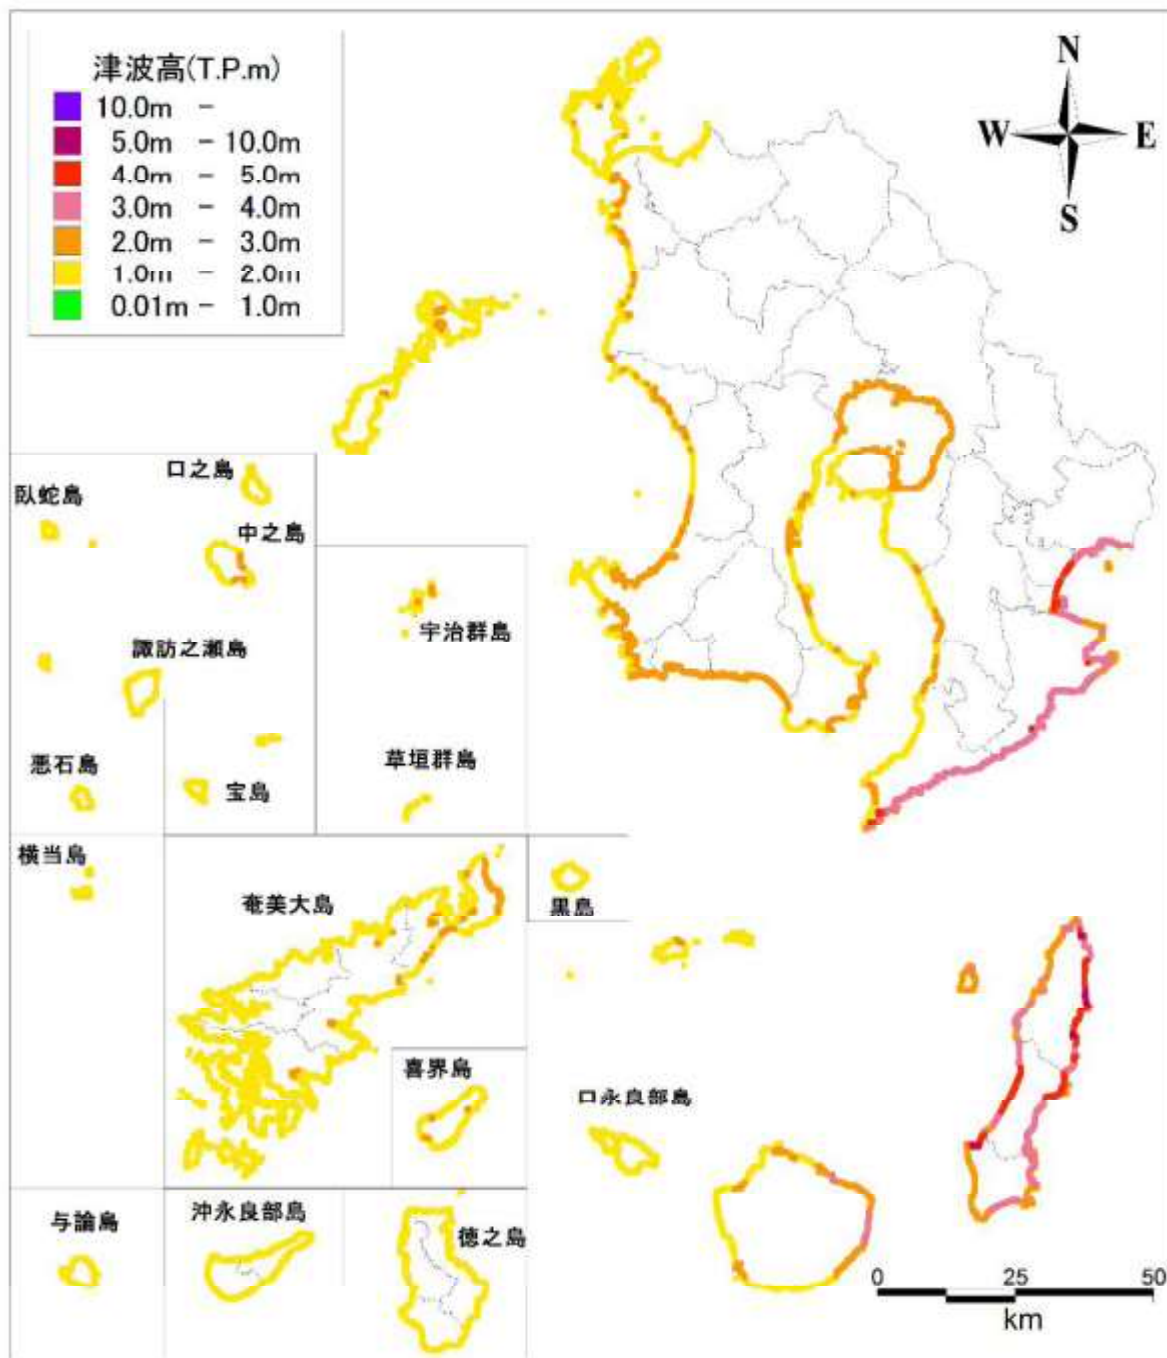 津波高(T.P.m)
10.0m -
5.0m - 10.0m
4.0m - 5.0m
3.0m - 4.0m
2.0m - 3.0m
1.0m - 2.0m
0.01m - 1.0m
N
W E
S
口之島
臥蛇島
中之島
宇治群島
諏訪之瀬島
草垣群島
悪石島
宝島
横当島
奄美大島
黒島
喜界島
口永良部島
与論島
沖永良部島
徳之島
0 25 50
km